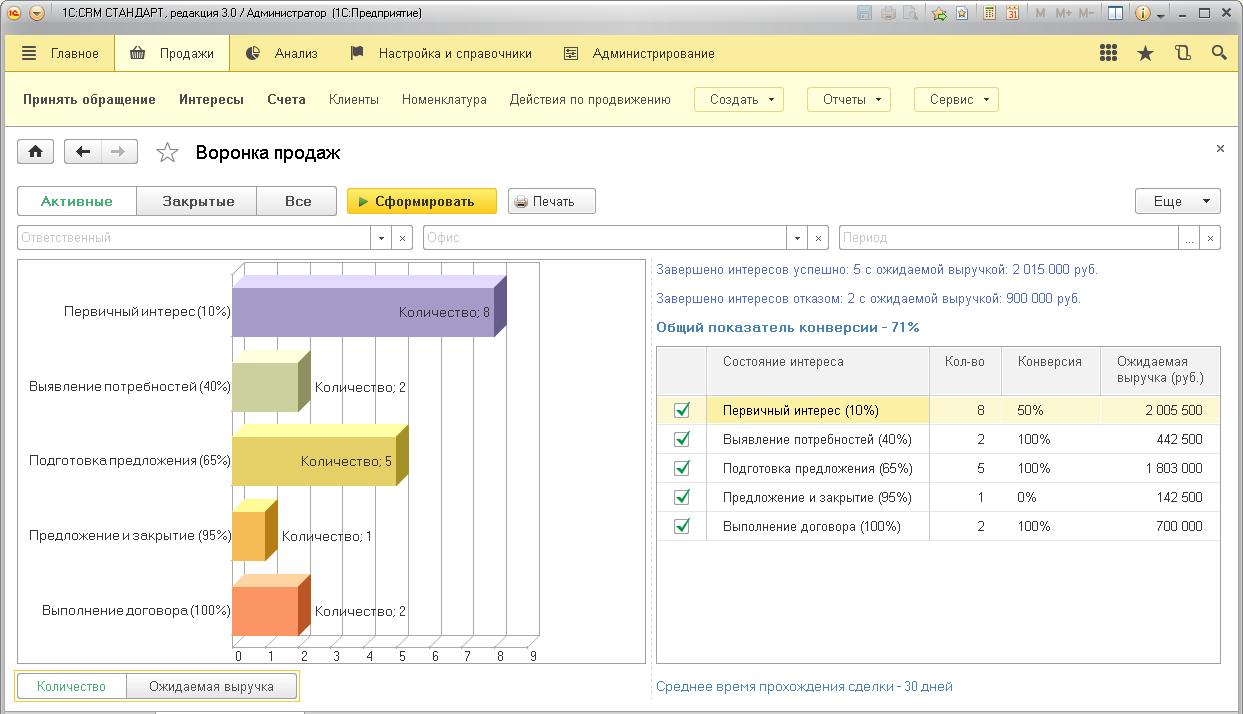 1С:CRM СТАНДАРТ, редакция 3.0 / Администратор (1С:Предприятие)
31 M M+ M-
Главное Продажи Анализ Настройка и справочники Администрирование
Принять обращение Интересы Счета Клиенты Номенклатура Действия по продвижению Создать Отчеты Сервис
Воронка продаж
Активные Закрытые Все Сформировать Печать Еще
Ответственный Офис Период ...
Первичный интерес (10%) Количество; 8
Выявление потребностей (40%) Количество; 2
Подготовка предложения (65%) Количество; 5
Предложение и закрытие (95%) Количество; 1
Выполнение договора (100%) Количество; 2
0 1 2 3 4 5 6 7 8 9
Завершено интересов успешно: 5 с ожидаемой выручкой: 2 015 000 руб.
Завершено интересов отказом: 2 с ожидаемой выручкой: 900 000 руб.
Общий показатель конверсии - 71%
Состояние интереса Кол-во Конверсия Ожидаемая
выручка (руб.)
Первичный интерес (10%) 8 50% 2 005 500
Выявление потребностей (40%) 2 100% 442 500
Подготовка предложения (65%) 5 100% 1 803 000
Предложение и закрытие (95%) 1 0% 142 500
Выполнение договора (100%) 2 100% 700 000
Количество Ожидаемая выручка
Среднее время прохождения сделки - 30 дней